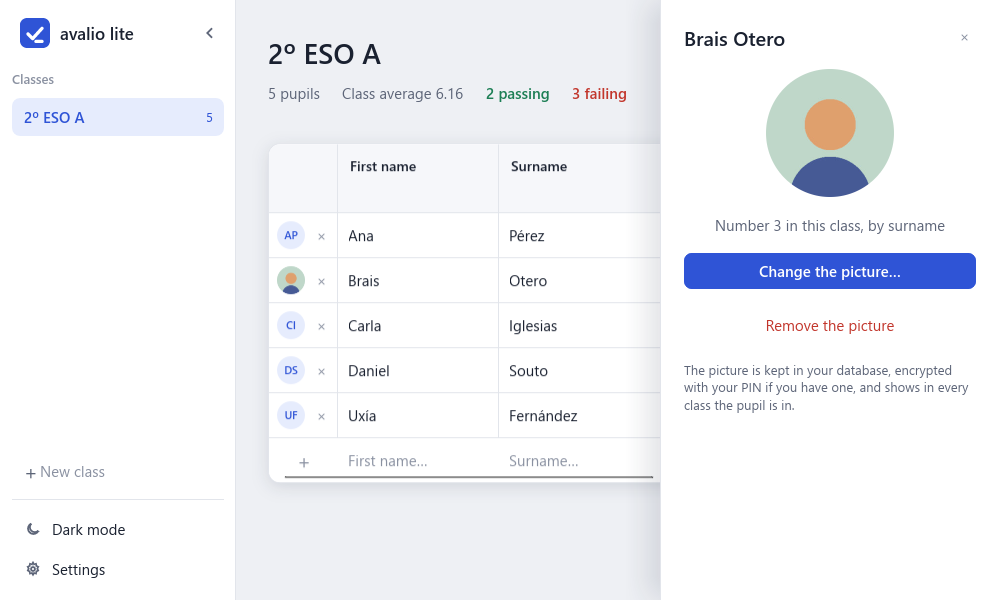 avalio lite
Classes
2º ESO A 5
+ New class
Dark mode
Settings
2º ESO A
5 pupils Class average 6.16 2 passing 3 failing
First name Surname
AP × Ana Pérez
× Brais Otero
CI × Carla Iglesias
DS × Daniel Souto
UF × Uxía Fernández
+ First name... Surname...
Brais Otero ×
Number 3 in this class, by surname
Change the picture...
Remove the picture
The picture is kept in your database, encrypted
with your PIN if you have one, and shows in every
class the pupil is in.